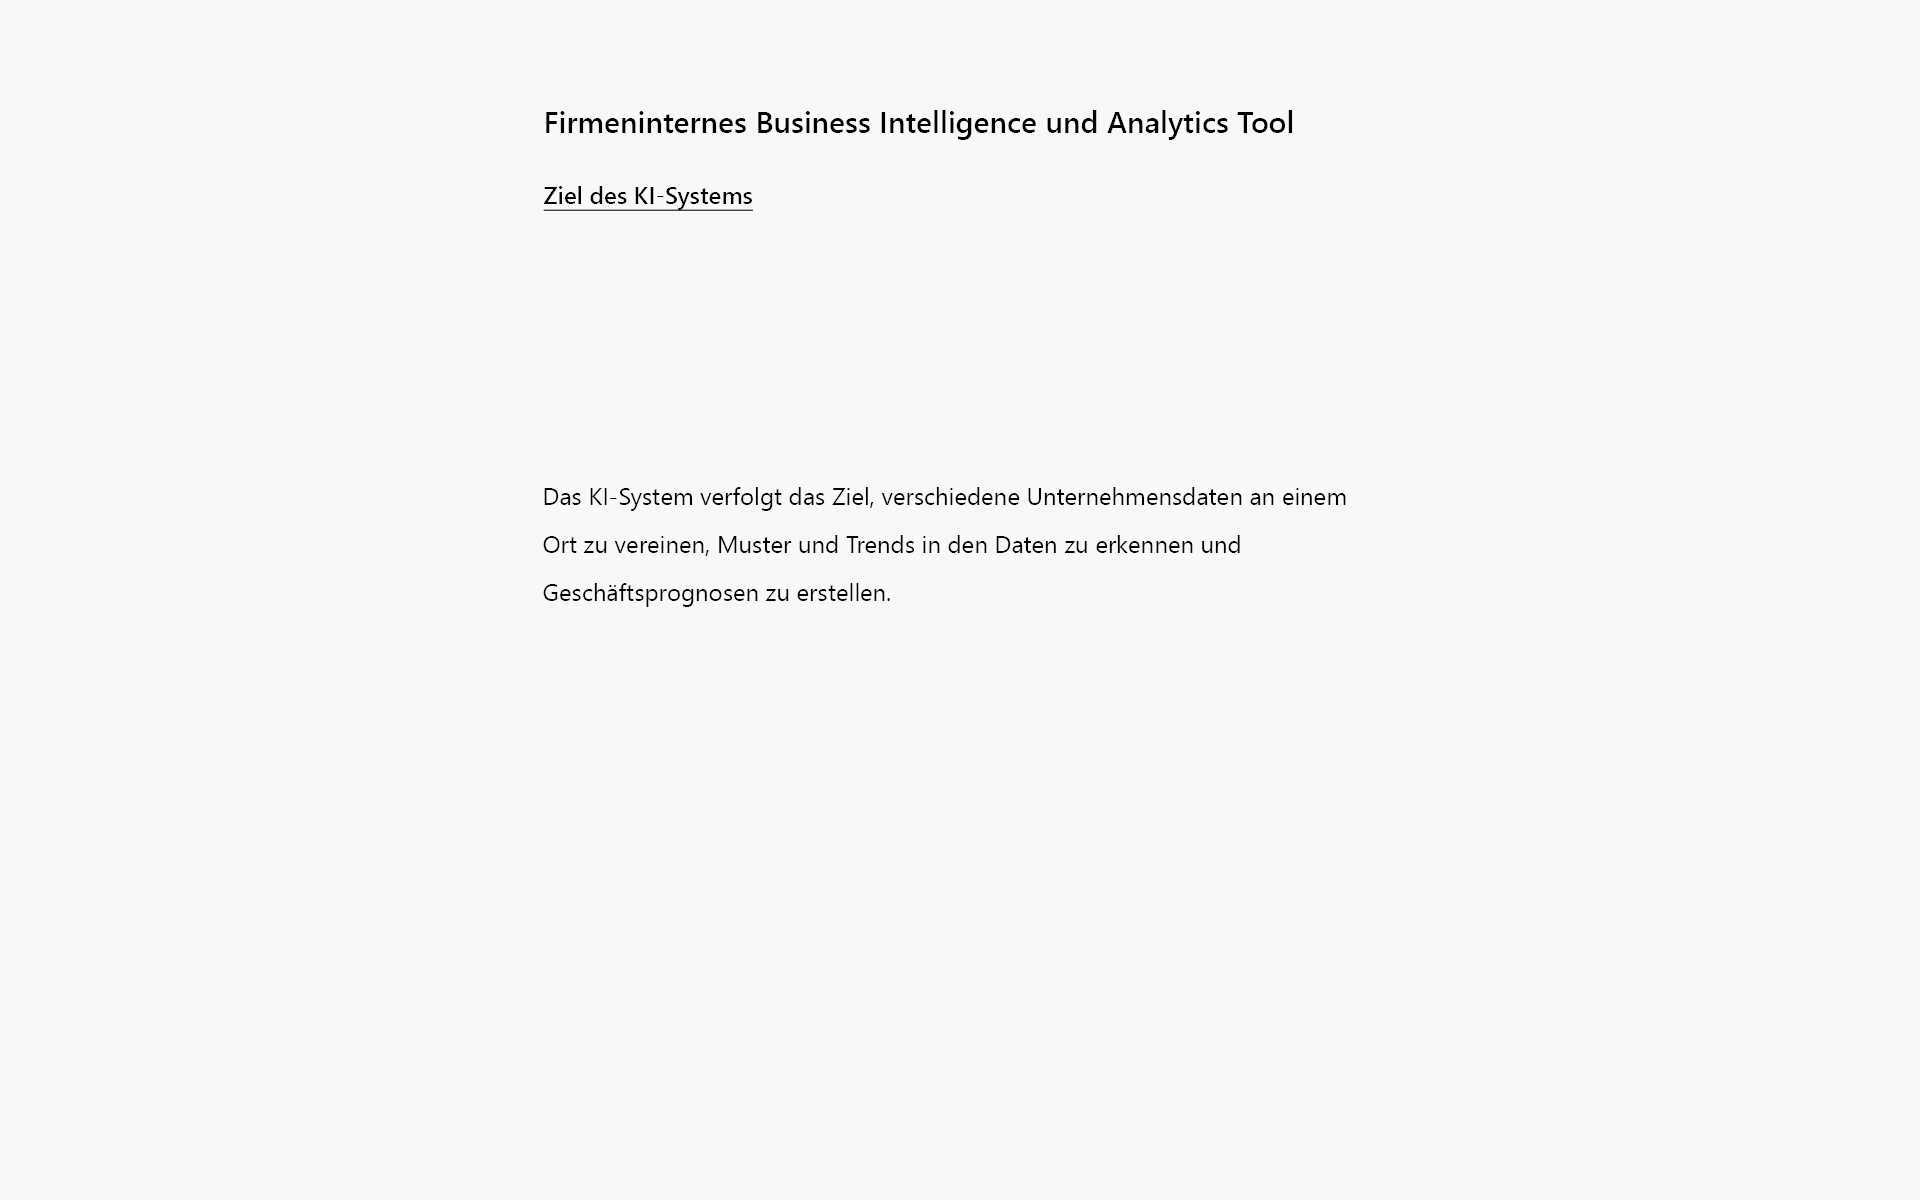 Firmeninternes Business Intelligence und Analytics Tool
Ziel des KI-Systems
Das KI-System verfolgt das Ziel, verschiedene Unternehmensdaten an einem
Ort zu vereinen, Muster und Trends in den Daten zu erkennen und
Geschäftsprognosen zu erstellen.